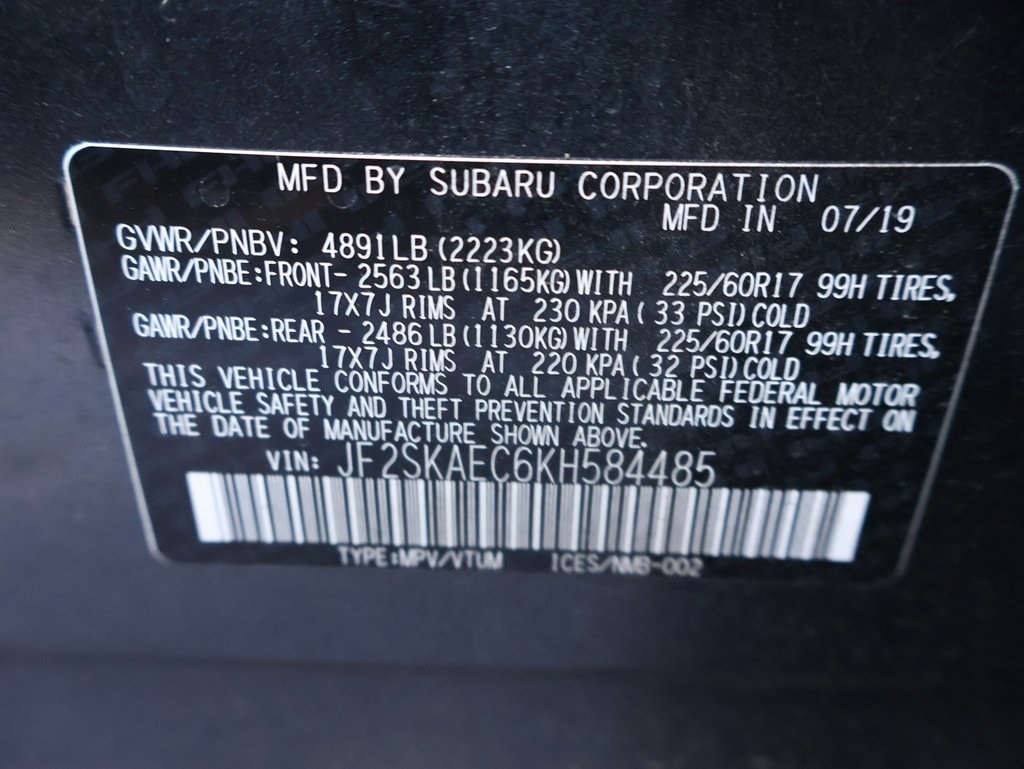 MFD BY SUBARU CORPORATION
MFD IN 07/19
GVWR/PNBV: 4891LB (2223KG)
GAWR/PNBE:FRONT- 2563 LB (1165KG) WITH 225/60R17 99H TIRES,
17X7J RIMS AT 230 KPA ( 33 PSI) COLD
GAWR/PNBE:REAR - 2486 LB (1130KG) WITH 225/60R17 99H TIRES,
17X7J RIMS AT 220 KPA ( 32 PSI) COLD
THIS VEHICLE CONFORMS TO ALL APPLICABLE FEDERAL MOTOR
VEHICLE SAFETY AND THEFT PREVENTION STANDARDS IN EFFECT ON
THE DATE OF MANUFACTURE SHOWN ABOVE.
VIN: JF2SKAEC6KH584485
TYPE:MPV/VTUM ICES/NMB-002